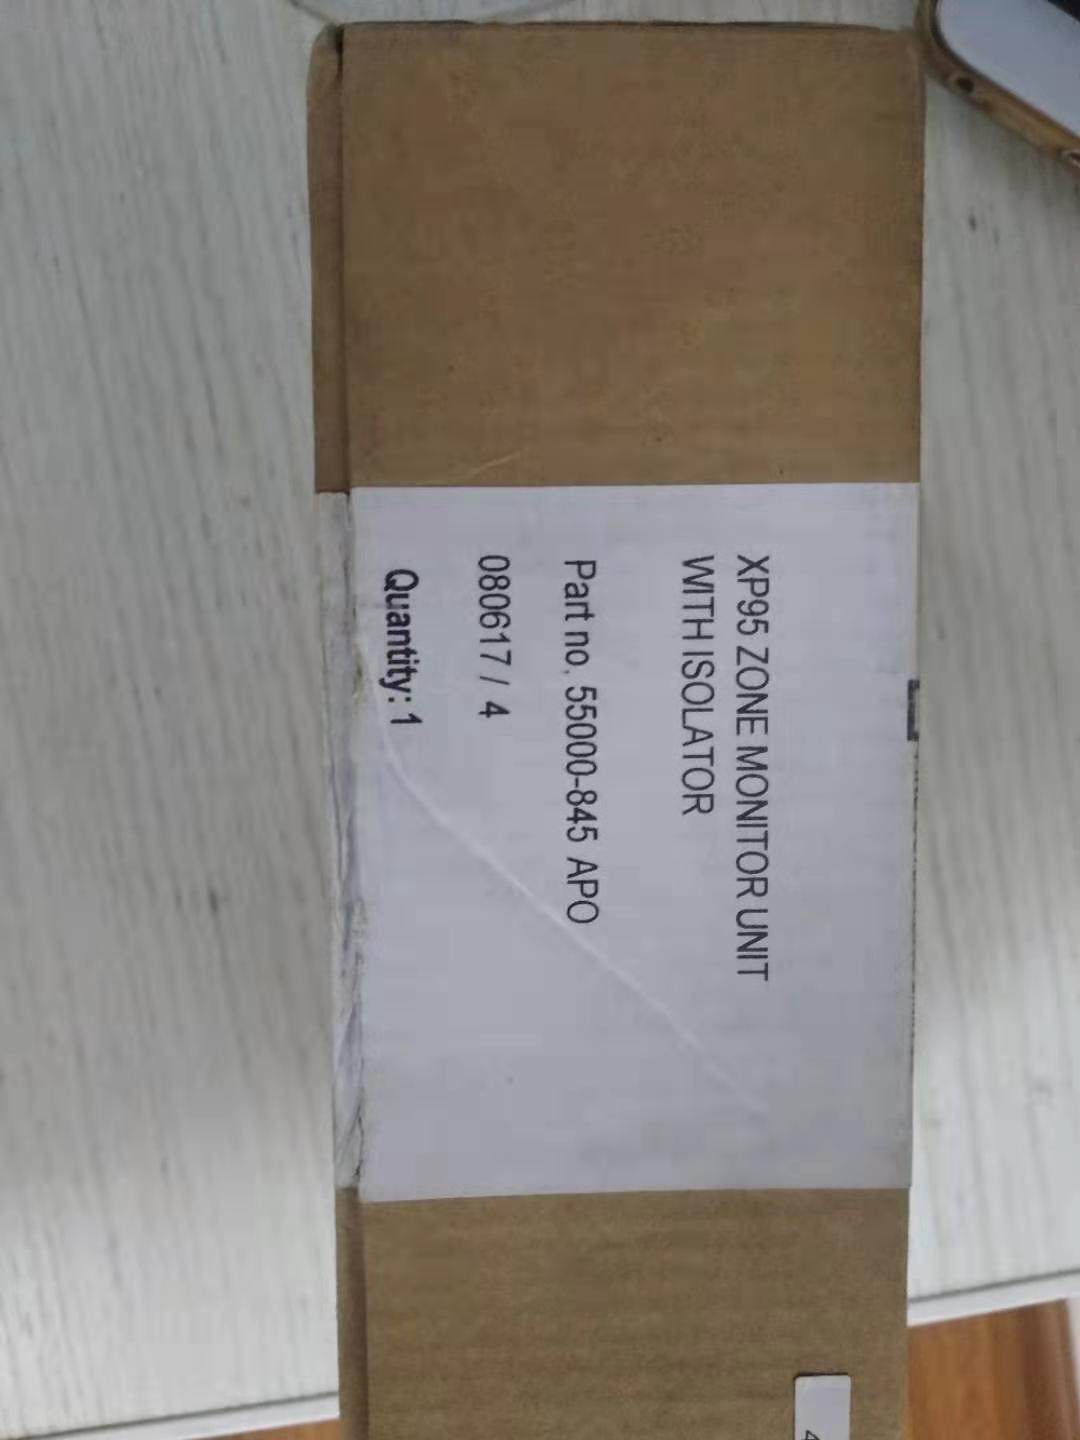 XP95 ZONE MONITOR UNIT
WITH ISOLATOR
Part no. 55000-845 APO
080617 / 4
Quantity: 1